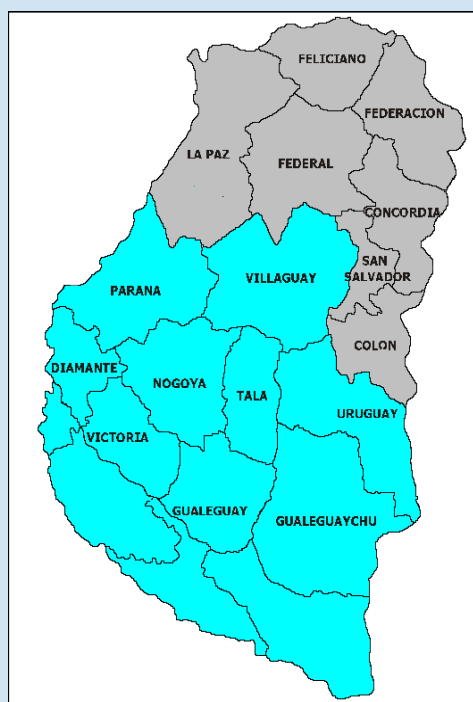 FELICIANO
FEDERACION
LA PAZ
FEDERAL
CONCORDIA
SAN
SALVADOR
VILLAGUAY
PARANA
COLON
DIAMANTE
NOGOYA
TALA
URUGUAY
VICTORIA
GUALEGUAY
GUALEGUAYCHU